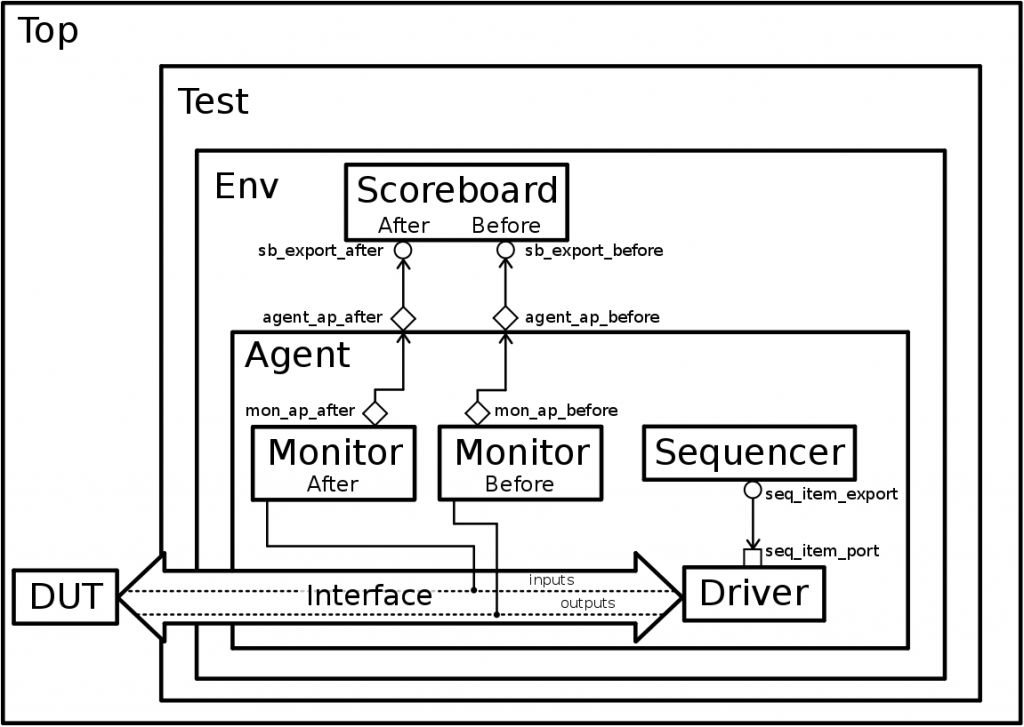 Top
Test
Env
Scoreboard
After Before
sb_export_after sb_export_before
agent_ap_after agent_ap_before
Agent
mon_ap_after mon_ap_before
Monitor
After
Monitor
Before
Sequencer
seq_item_export
seq_item_port
DUT
Interface
inputs
outputs
Driver